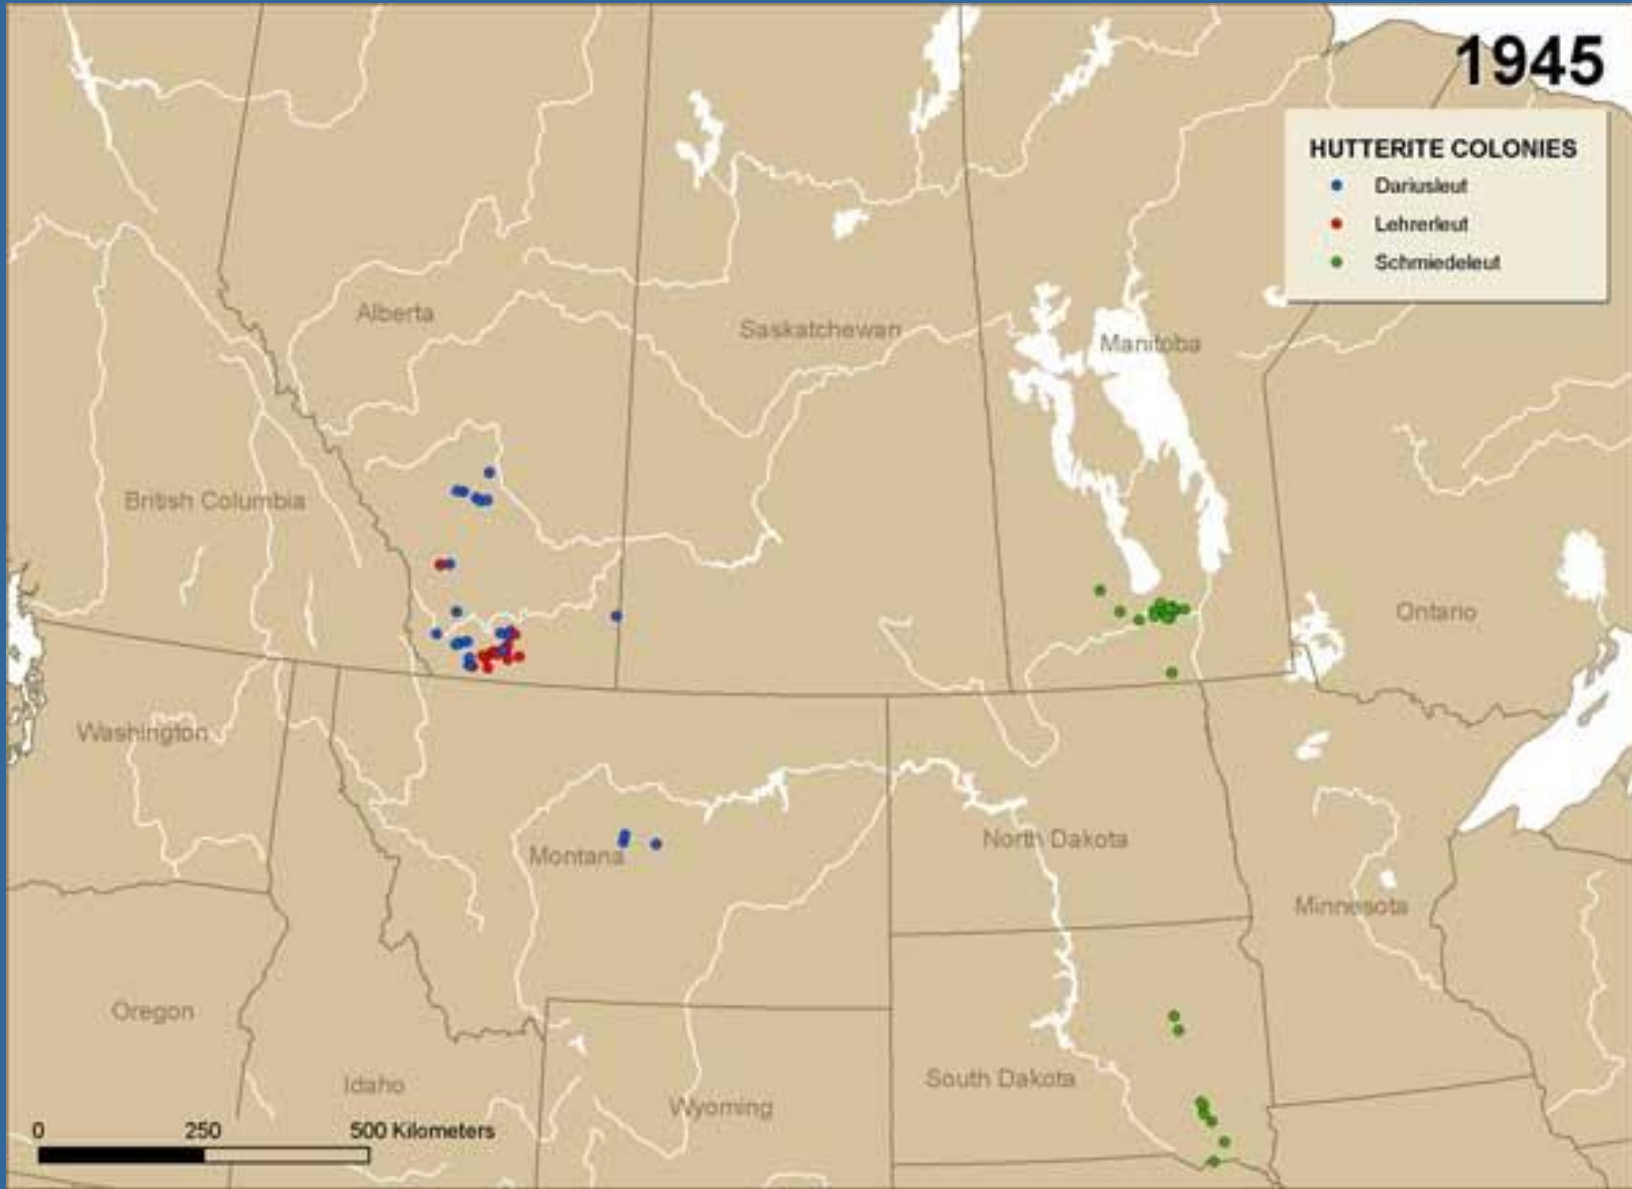 1945
HUTTERITE COLONIES
Dariusleut
Lehrerleut
Schmiedeleut
Alberta
Saskatchewan
Manitoba
British Columbia
Ontario
Washington
Montana
North Dakota
Minnesota
Oregon
South Dakota
Idaho
Wyoming
0 250 500 Kilometers